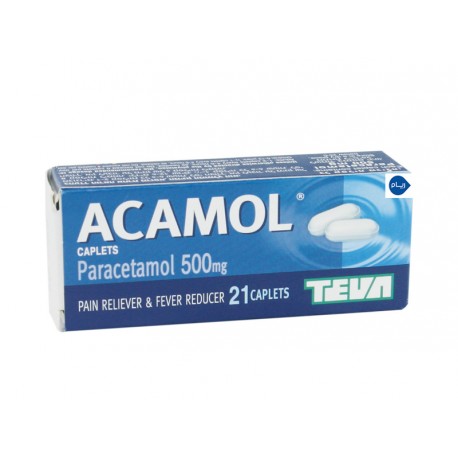 ACAMOL®
CAPLETS
Paracetamol 500mg
PAIN RELIEVER & FEVER REDUCER 21 CAPLETS
TEVA